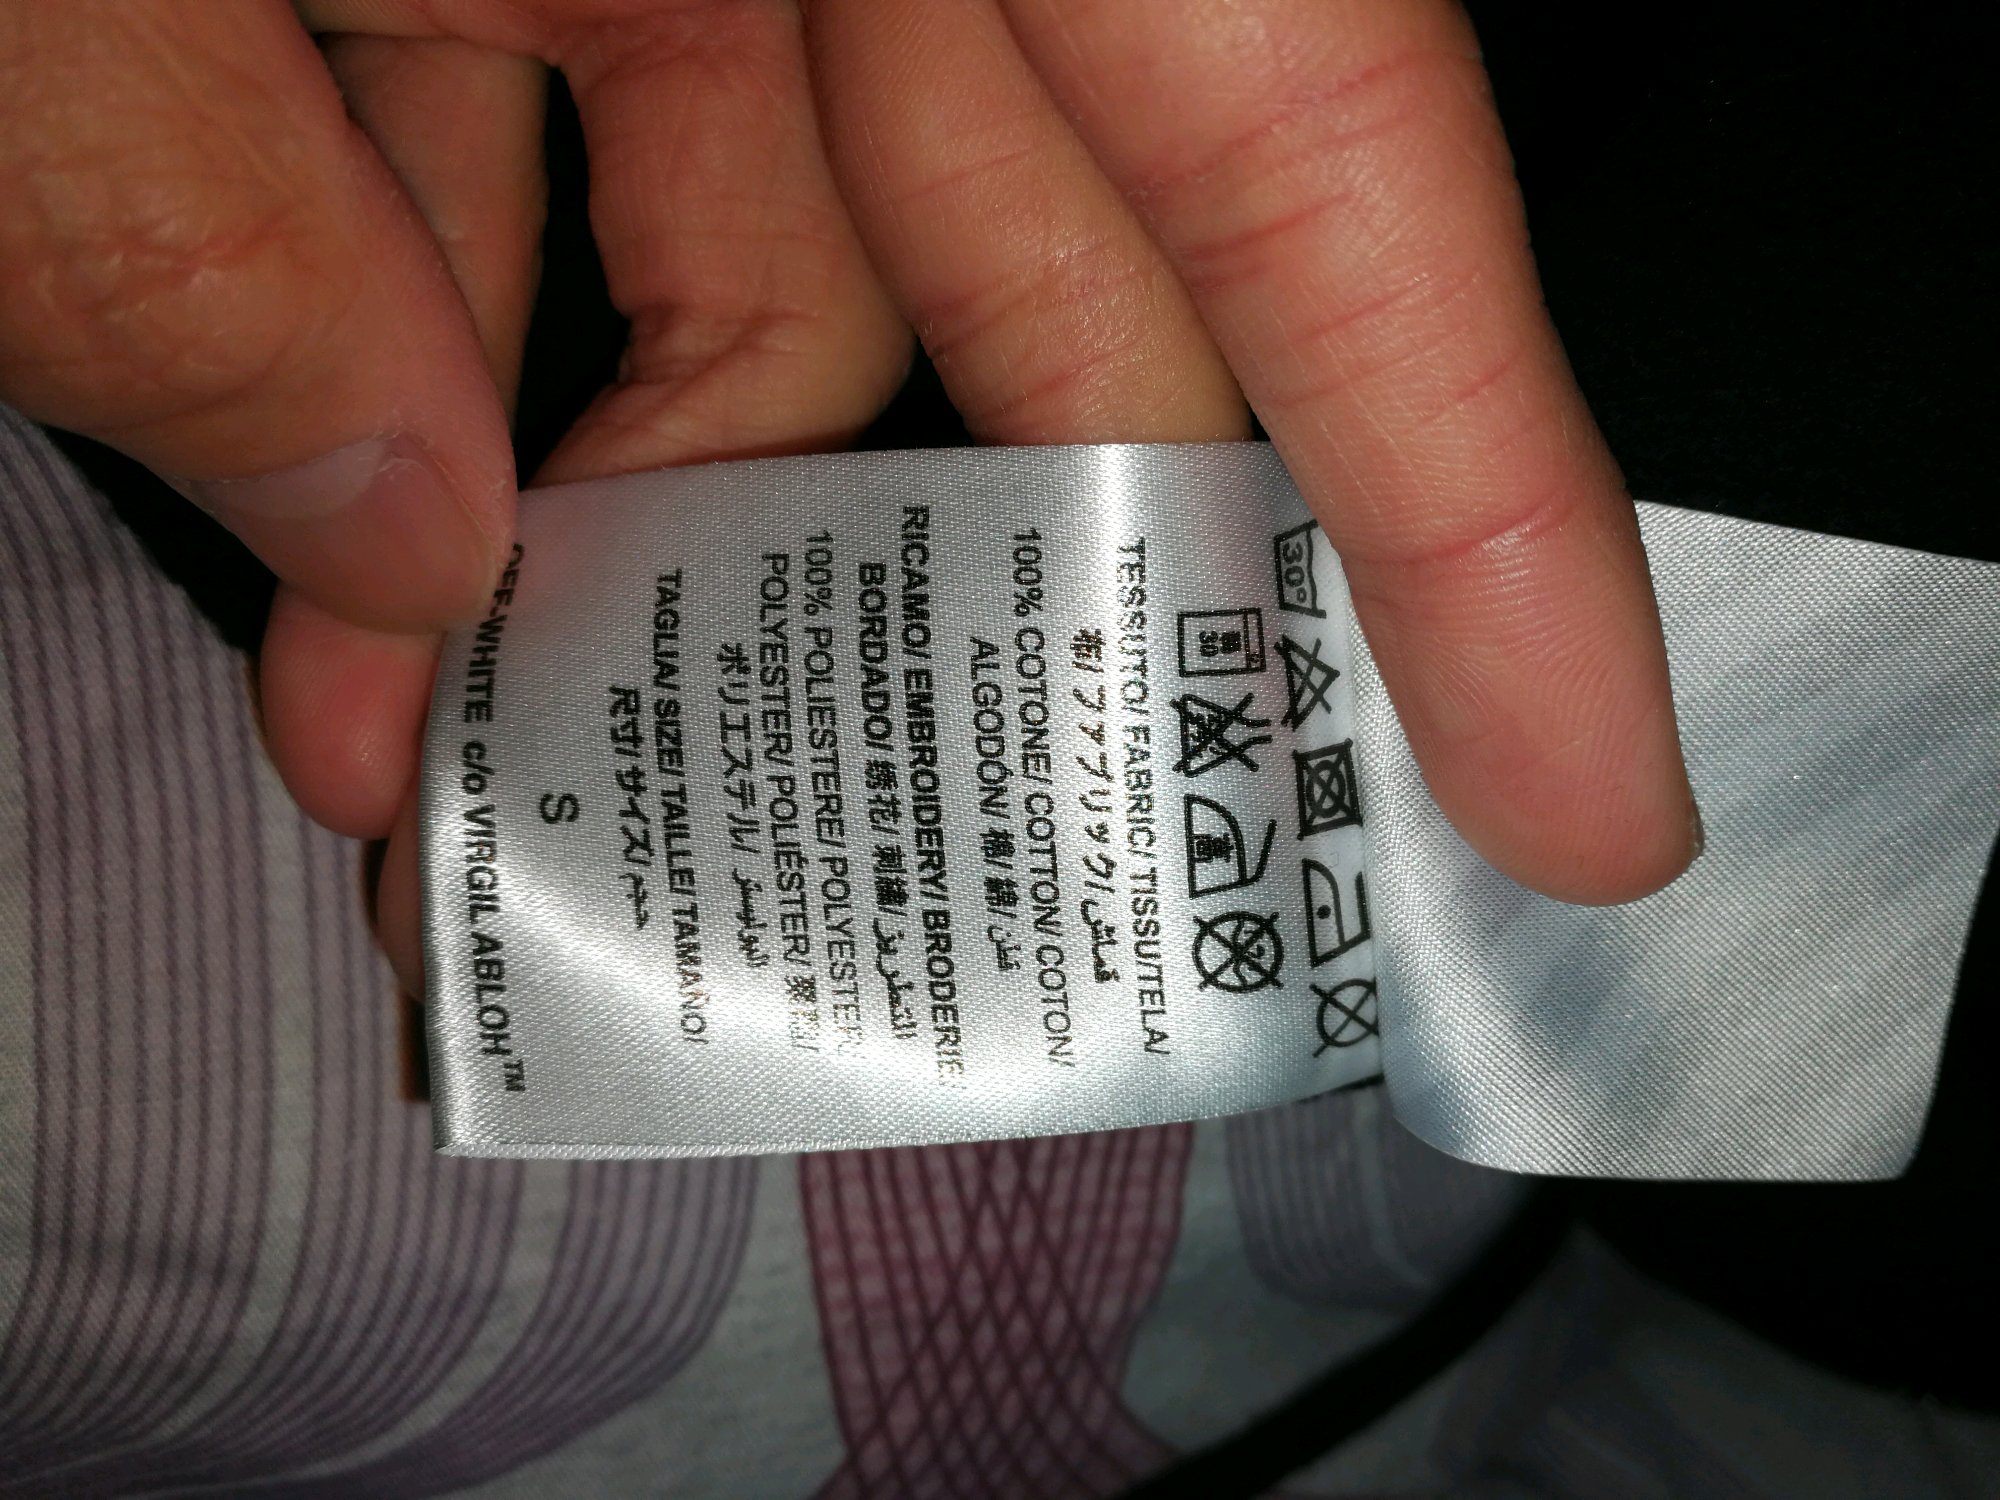 30°
30
TESSUTO/ FABRIC/ TISSU/TELA/
布/ ファブリック/ قماش/
100% COTONE/ COTTON/ COTON/
ALGODÓN/ 棉/ 綿/ قطن/
RICAMO/ EMBROIDERY/ BRODERIE/
BORDADO/ 绣花/ 刺繍/ التطريز/
100% POLIESTERE/ POLYESTER/
POLYESTER/ POLIÉSTER/ 聚酯/
ポリエステル/ البوليستر
TAGLIA/ SIZE/ TAILLE/ TAMAÑO/
尺寸/ サイズ/ حجم
S
OFF-WHITE c/o VIRGIL ABLOH™